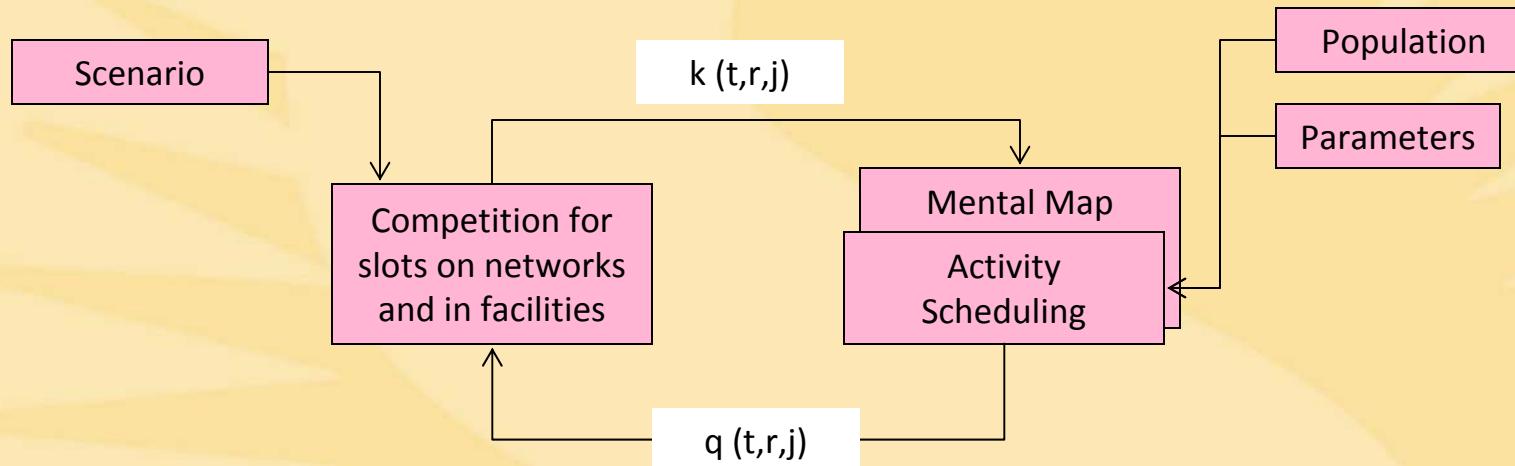 Population
Scenario
k (t,r,j)
Parameters
Competition for
slots on networks
and in facilities
Mental Map
Activity
Scheduling
q (t,r,j)